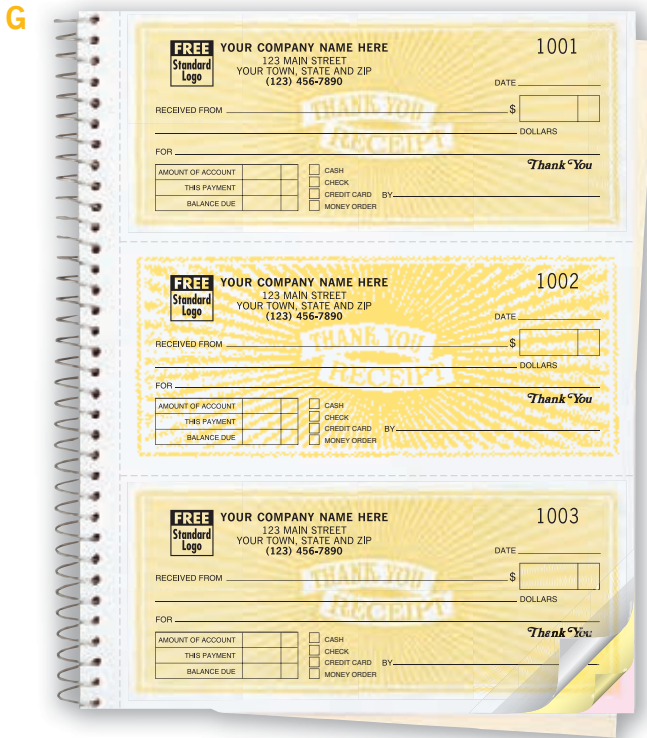 G
FREE
Standard
Logo
YOUR COMPANY NAME HERE
123 MAIN STREET
YOUR TOWN, STATE AND ZIP
(123) 456-7890
1001
DATE
RECEIVED FROM
$
THANK YOU
RECEIPT
DOLLARS
FOR
Thank You
AMOUNT OF ACCOUNT
THIS PAYMENT
BALANCE DUE
CASH
CHECK
CREDIT CARD
MONEY ORDER
BY
FREE
Standard
Logo
YOUR COMPANY NAME HERE
123 MAIN STREET
YOUR TOWN, STATE AND ZIP
(123) 456-7890
1002
DATE
RECEIVED FROM
$
THANK YOU
RECEIPT
DOLLARS
FOR
Thank You
AMOUNT OF ACCOUNT
THIS PAYMENT
BALANCE DUE
CASH
CHECK
CREDIT CARD
MONEY ORDER
BY
FREE
Standard
Logo
YOUR COMPANY NAME HERE
123 MAIN STREET
YOUR TOWN, STATE AND ZIP
(123) 456-7890
1003
DATE
RECEIVED FROM
$
THANK YOU
RECEIPT
DOLLARS
FOR
Thank You
AMOUNT OF ACCOUNT
THIS PAYMENT
BALANCE DUE
CASH
CHECK
CREDIT CARD
MONEY ORDER
BY